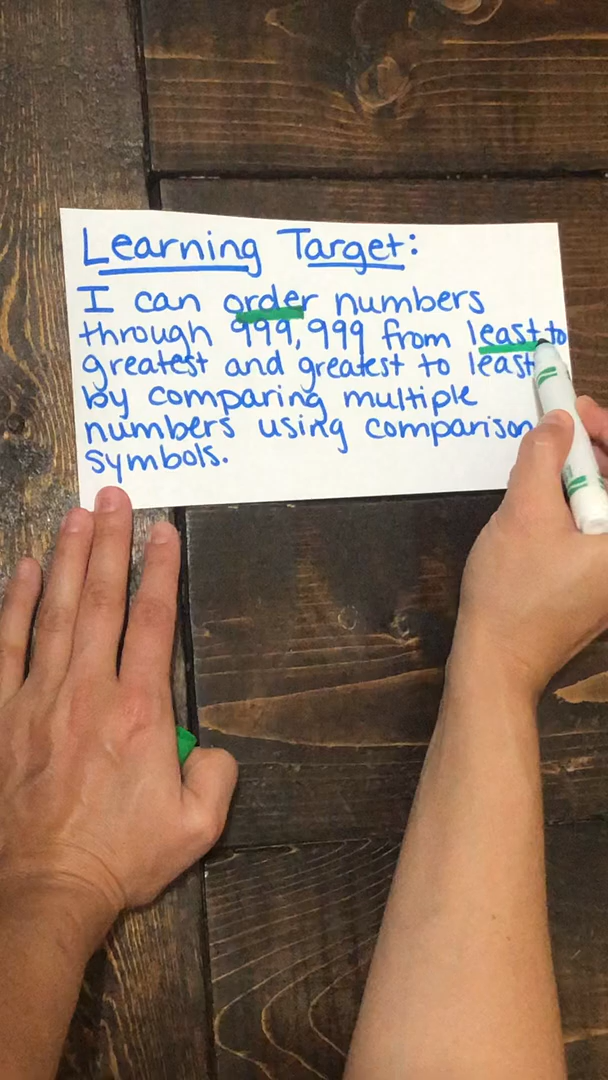 Learning Target:
I can order numbers
through 999,999 from least to
greatest and greatest to least
by comparing multiple
numbers using comparison
symbols.